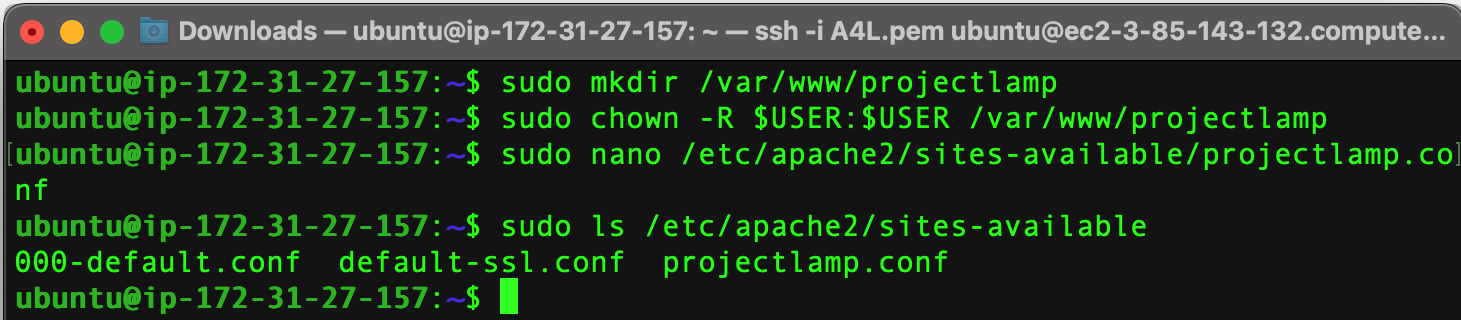 Downloads — ubuntu@ip-172-31-27-157: ~ — ssh -i A4L.pem ubuntu@ec2-3-85-143-132.compute...
ubuntu@ip-172-31-27-157:~$ sudo mkdir /var/www/projectlamp
ubuntu@ip-172-31-27-157:~$ sudo chown -R $USER:$USER /var/www/projectlamp
[ubuntu@ip-172-31-27-157:~$ sudo nano /etc/apache2/sites-available/projectlamp.co]
nf
ubuntu@ip-172-31-27-157:~$ sudo ls /etc/apache2/sites-available
000-default.conf  default-ssl.conf  projectlamp.conf
ubuntu@ip-172-31-27-157:~$